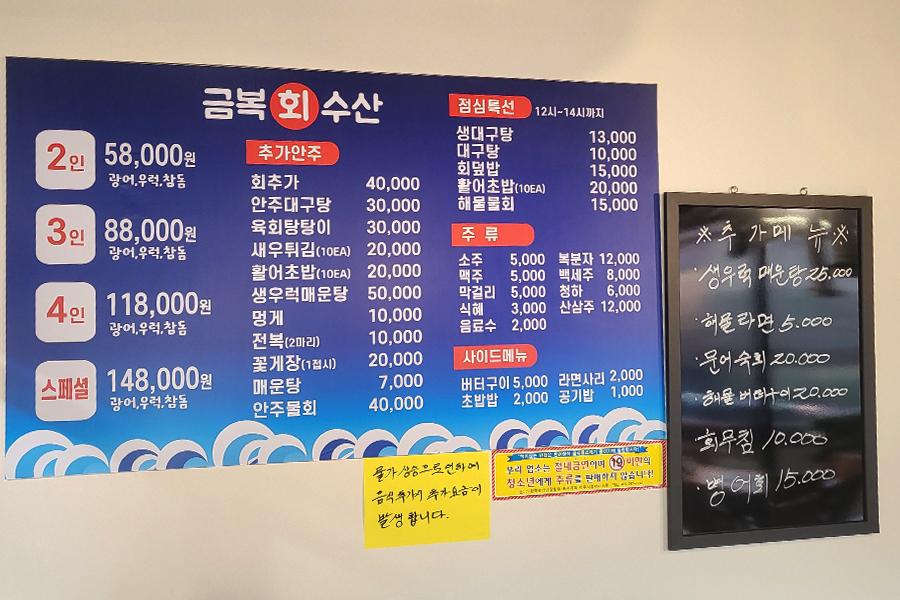 금복 회 수산
2인 58,000원
광어,우럭,참돔
3인 88,000원
광어,우럭,참돔
4인 118,000원
광어,우럭,참돔
스페셜 148,000원
광어,우럭,참돔
추가안주
회추가 40,000
안주대구탕 30,000
육회탕탕이 30,000
새우튀김(10EA) 20,000
활어초밥(10EA) 20,000
생우럭매운탕 50,000
멍게 10,000
전복(2마리) 10,000
꽃게장(1접시) 20,000
매운탕 7,000
안주물회 40,000
점심특선 12시~14시까지
생대구탕 13,000
대구탕 10,000
회덮밥 15,000
활어초밥(10EA) 20,000
해물물회 15,000
주 류
소주 5,000 복분자 12,000
맥주 5,000 백세주 8,000
막걸리 5,000 청하 6,000
식혜 3,000 산삼주 12,000
음료수 2,000
사이드메뉴
버터구이 5,000 라면사리 2,000
초밥밥 2,000 공기밥 1,000
물가 상승으로 인하여
음식 추가시 추가요금이
발생 합니다.
우리 업소는 실내금연이며 19 미만의
청소년에게 주류를 판매하지 않습니다!
※추가메뉴※
·생우럭 매운탕 25.000
·해물라면 5.000
·문어숙회 20.000
·해물 버터구이 20.000
회무침 10.000
·병어회 15.000